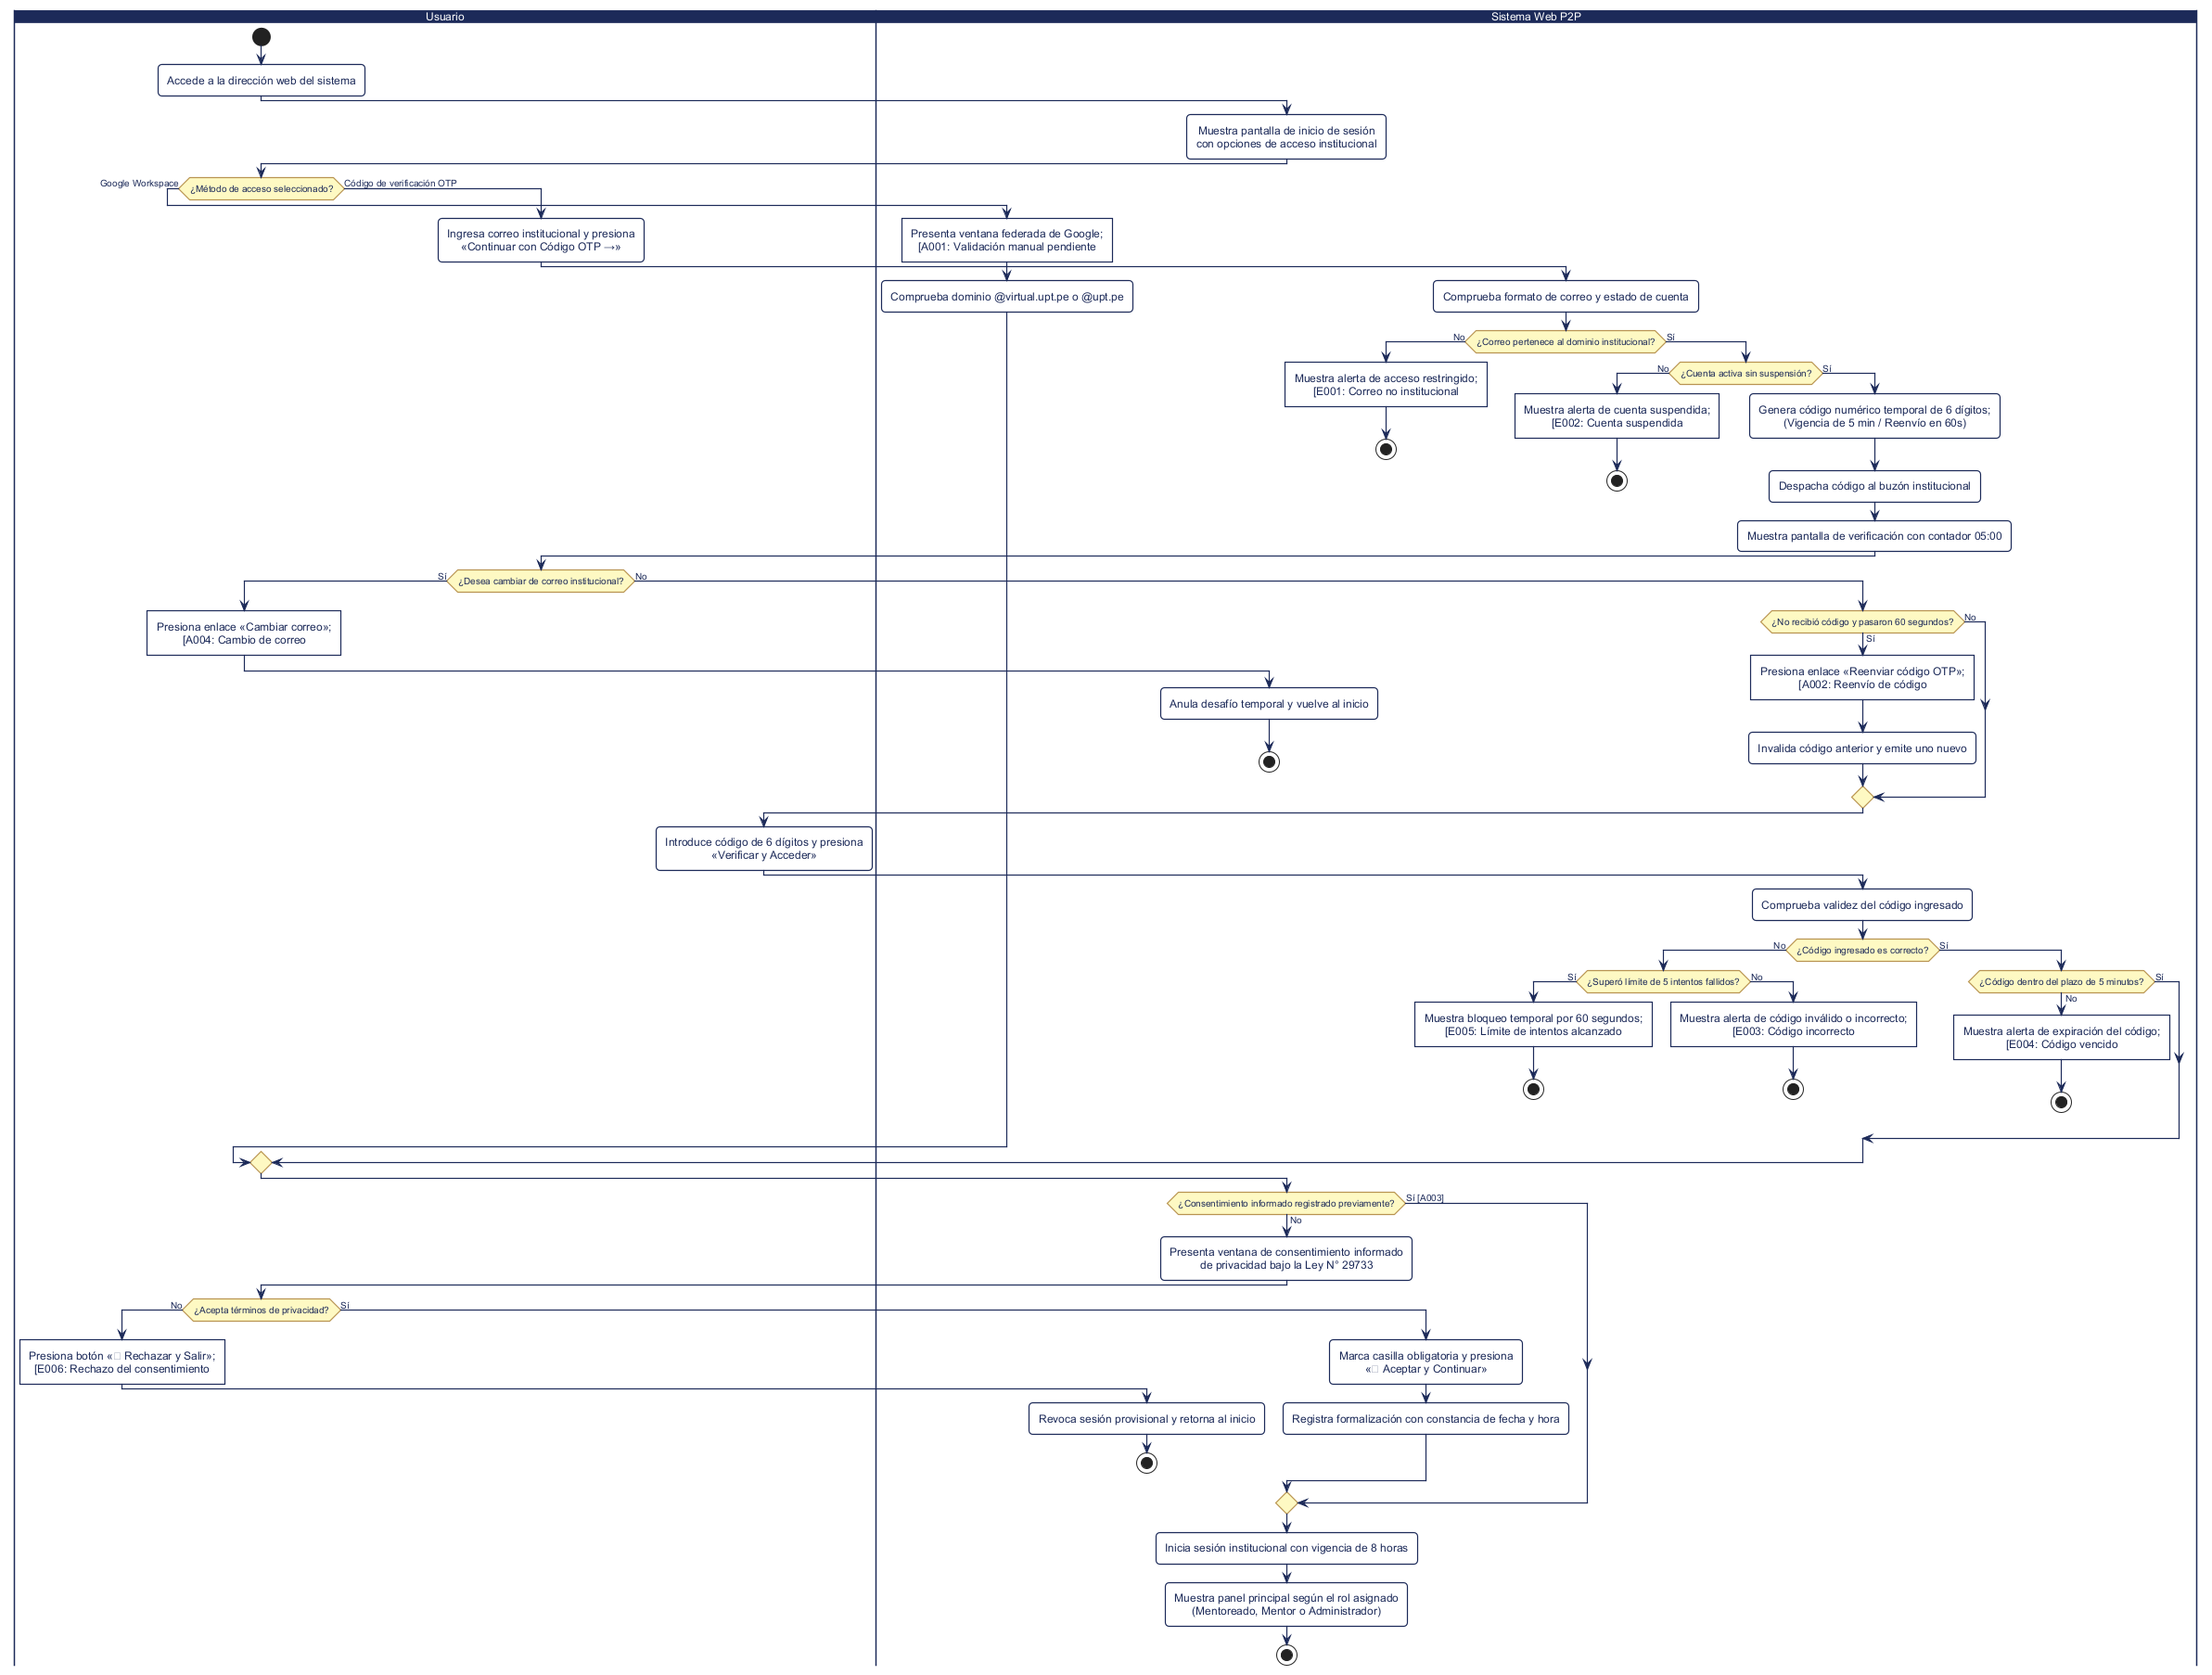 Usuario
Sistema Web P2P
Accede a la dirección web del sistema
Muestra pantalla de inicio de sesión
con opciones de acceso institucional
Google Workspace
¿Método de acceso seleccionado?
Código de verificación OTP
Ingresa correo institucional y presiona
«Continuar con Código OTP →»
Presenta ventana federada de Google;
[A001: Validación manual pendiente
Comprueba dominio @virtual.upt.pe o @upt.pe
Comprueba formato de correo y estado de cuenta
No
¿Correo pertenece al dominio institucional?
Sí
Muestra alerta de acceso restringido;
[E001: Correo no institucional
No
¿Cuenta activa sin suspensión?
Sí
Muestra alerta de cuenta suspendida;
[E002: Cuenta suspendida
Genera código numérico temporal de 6 dígitos;
(Vigencia de 5 min / Reenvío en 60s)
Despacha código al buzón institucional
Muestra pantalla de verificación con contador 05:00
Sí
¿Desea cambiar de correo institucional?
No
Presiona enlace «Cambiar correo»;
[A004: Cambio de correo
Anula desafío temporal y vuelve al inicio
¿No recibió código y pasaron 60 segundos?
No
Sí
Presiona enlace «Reenviar código OTP»;
[A002: Reenvío de código
Invalida código anterior y emite uno nuevo
Introduce código de 6 dígitos y presiona
«Verificar y Acceder»
Comprueba validez del código ingresado
No
¿Código ingresado es correcto?
Sí
Sí
¿Superó límite de 5 intentos fallidos?
No
Muestra bloqueo temporal por 60 segundos;
[E005: Límite de intentos alcanzado
Muestra alerta de código inválido o incorrecto;
[E003: Código incorrecto
¿Código dentro del plazo de 5 minutos?
Sí
No
Muestra alerta de expiración del código;
[E004: Código vencido
¿Consentimiento informado registrado previamente?
Sí [A003]
No
Presenta ventana de consentimiento informado
de privacidad bajo la Ley N° 29733
No
¿Acepta términos de privacidad?
Sí
Presiona botón «▯ Rechazar y Salir»;
[E006: Rechazo del consentimiento
Revoca sesión provisional y retorna al inicio
Marca casilla obligatoria y presiona
«▯ Aceptar y Continuar»
Registra formalización con constancia de fecha y hora
Inicia sesión institucional con vigencia de 8 horas
Muestra panel principal según el rol asignado
(Mentoreado, Mentor o Administrador)